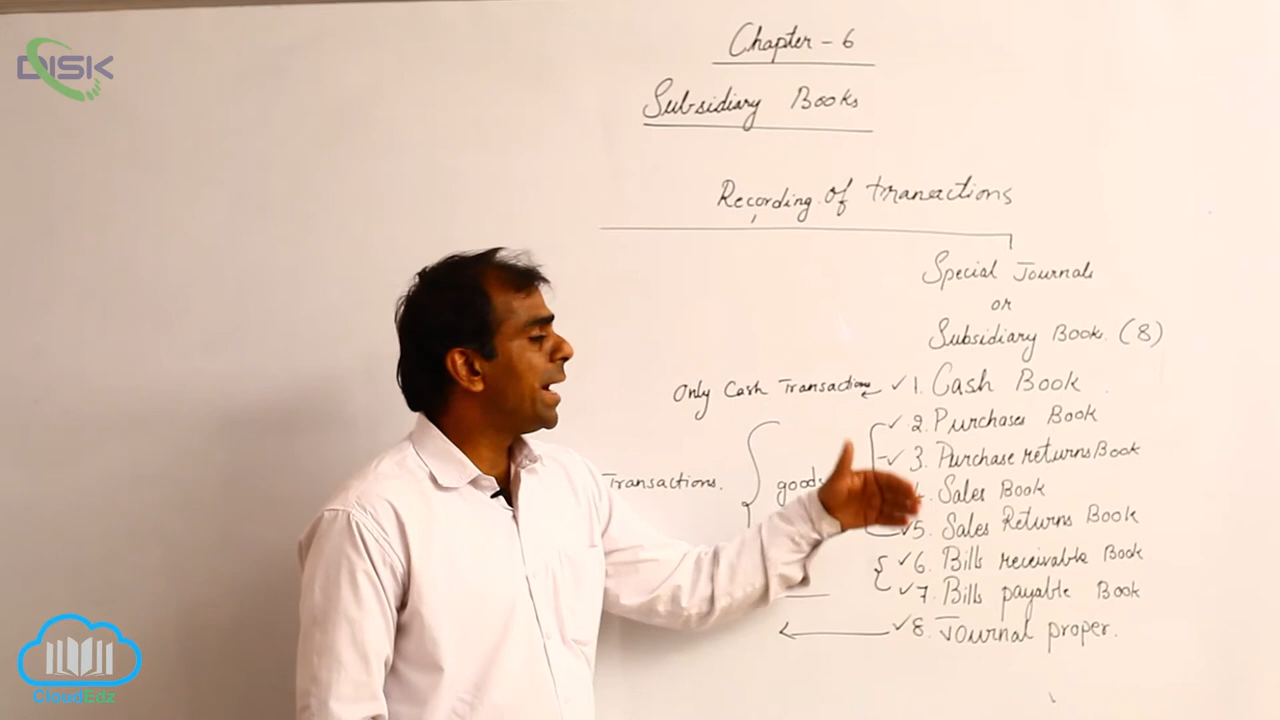 DISK
Chapter - 6
Subsidiary Books
Recording of tranactions
Special Journals
or
Subsidiary Book. (8)
Only Cash Transactions ✓ 1. Cash Book
✓ 2. Purchases Book
✓ 3. Purchase returns Book
Transactions. goods
Sales Book
✓ 5. Sales Returns Book
✓ 6. Bills receivable Book
✓ 7. Bills payable Book
✓ 8. Journal proper.
CloudEdz